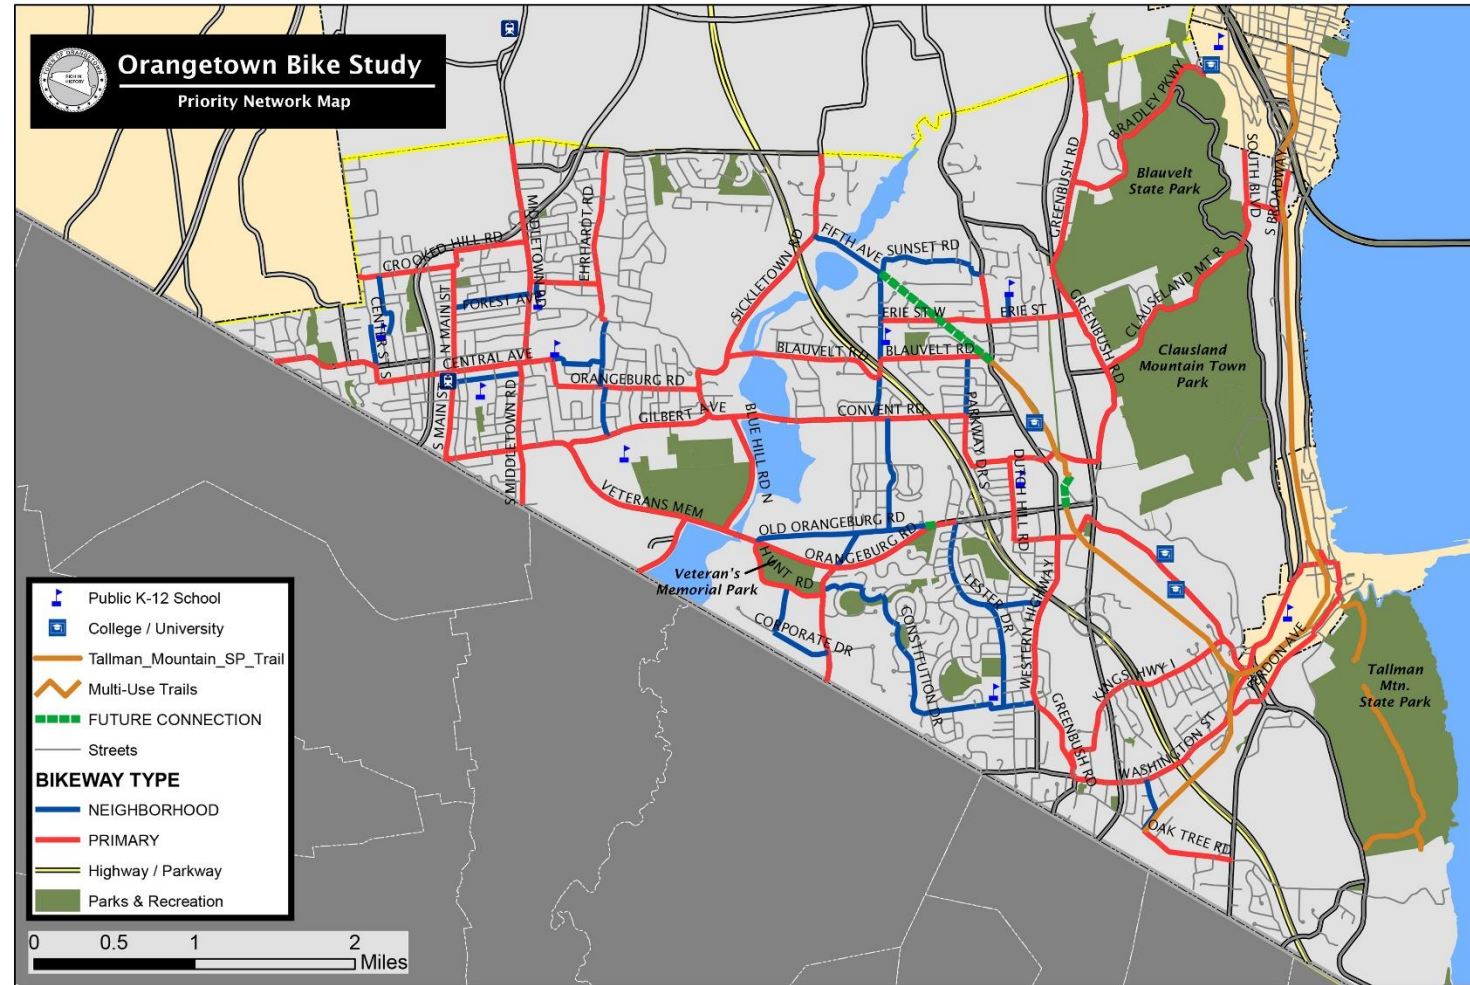 TOWN OF ORANGETOWN
RICH IN
HISTORY
Orangetown Bike Study
Priority Network Map
BRADLEY PKWY
SOUTH BLVD
S BROADWAY
Blauvelt
State Park
GREENBUSH RD
MIDDLETOWN RD
EHRHARDT RD
CROOKED HILL RD
FIFTH AVE
SUNSET RD
SICKLETOWN RD
CLAUSELAND MT R
GREENBUSH RD
CENTER ST
S
N MAIN ST
FOREST AVE
ERIE ST W
ERIE ST
BLAUVELT RD
BLAUVELT RD
Clausland
Mountain Town
Park
CENTRAL AVE
ORANGEBURG RD
GILBERT AVE
BLUE HILL RD N
CONVENT RD
PARKWAY DR S
S MAIN ST
S MIDDLETOWN RD
DUTCH HILL RD
VETERANS MEM
OLD ORANGEBURG RD
ORANGEBURG RD
HUNT RD
Veteran's
Memorial Park
LESTER DR
WESTERN HIGHWAY
CORPORATE DR
CONSTITUTION DR
KINGS HWY
GREENBUSH RD
WASHINGTON ST
OAK TREE RD
Tallman
Mtn.
State Park
Public K-12 School
College / University
Tallman_Mountain_SP_Trail
Multi-Use Trails
FUTURE CONNECTION
Streets
BIKEWAY TYPE
NEIGHBORHOOD
PRIMARY
Highway / Parkway
Parks & Recreation
0 0.5 1 2
Miles